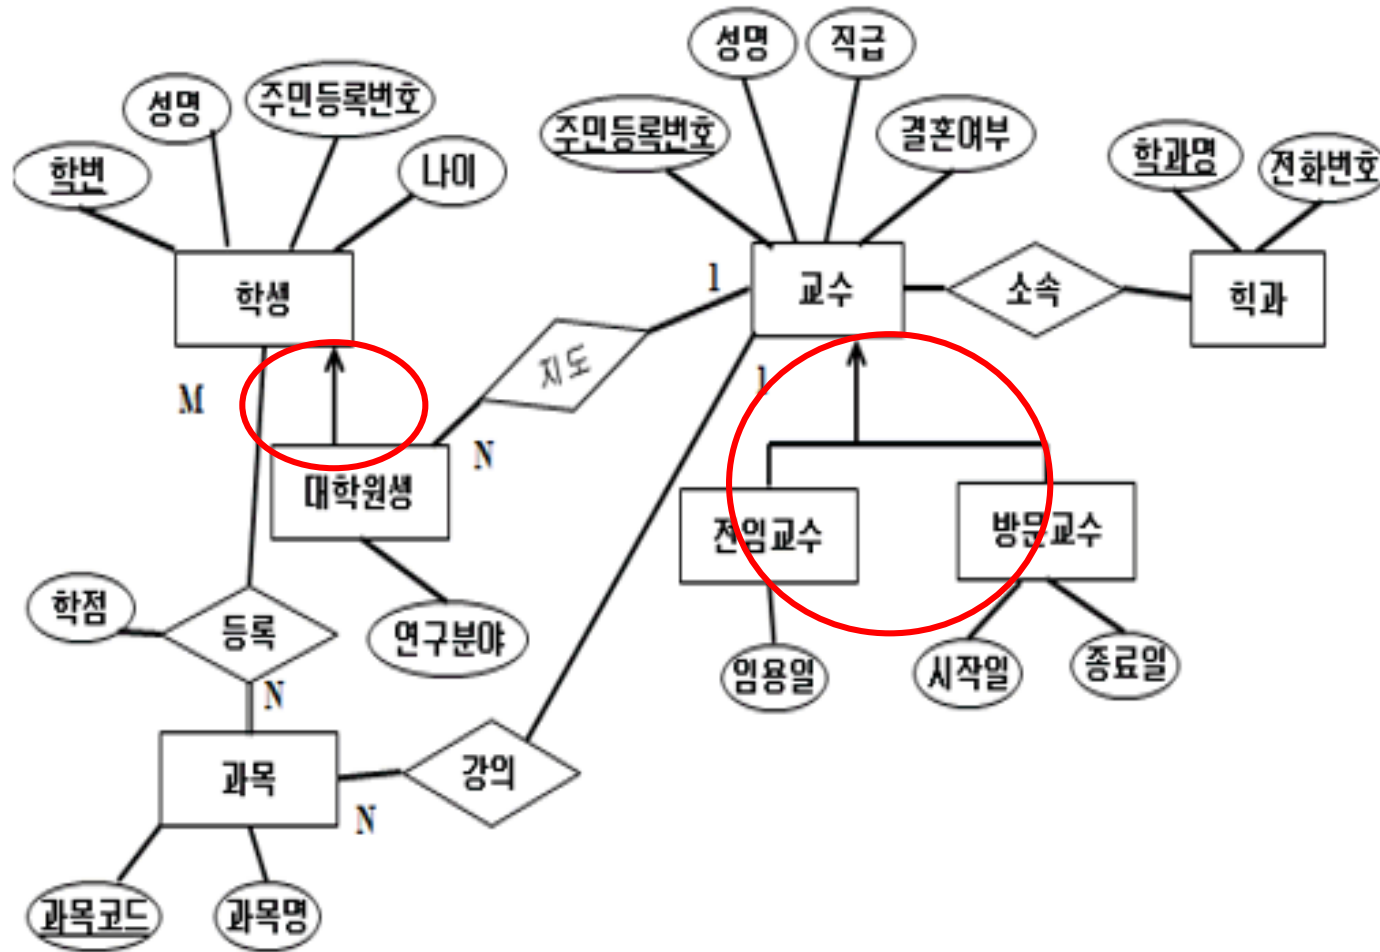 성명
직급
주민등록번호
성명
주민등록번호
결혼여부
학과명
전화번호
학번
나이
학생
교수
소속
힉과
1
지도
M
1
N
대학원생
전임교수
방문교수
학점
등록
연구분야
임용일
시작일
종료일
N
과목
강의
N
과목코드
과목명